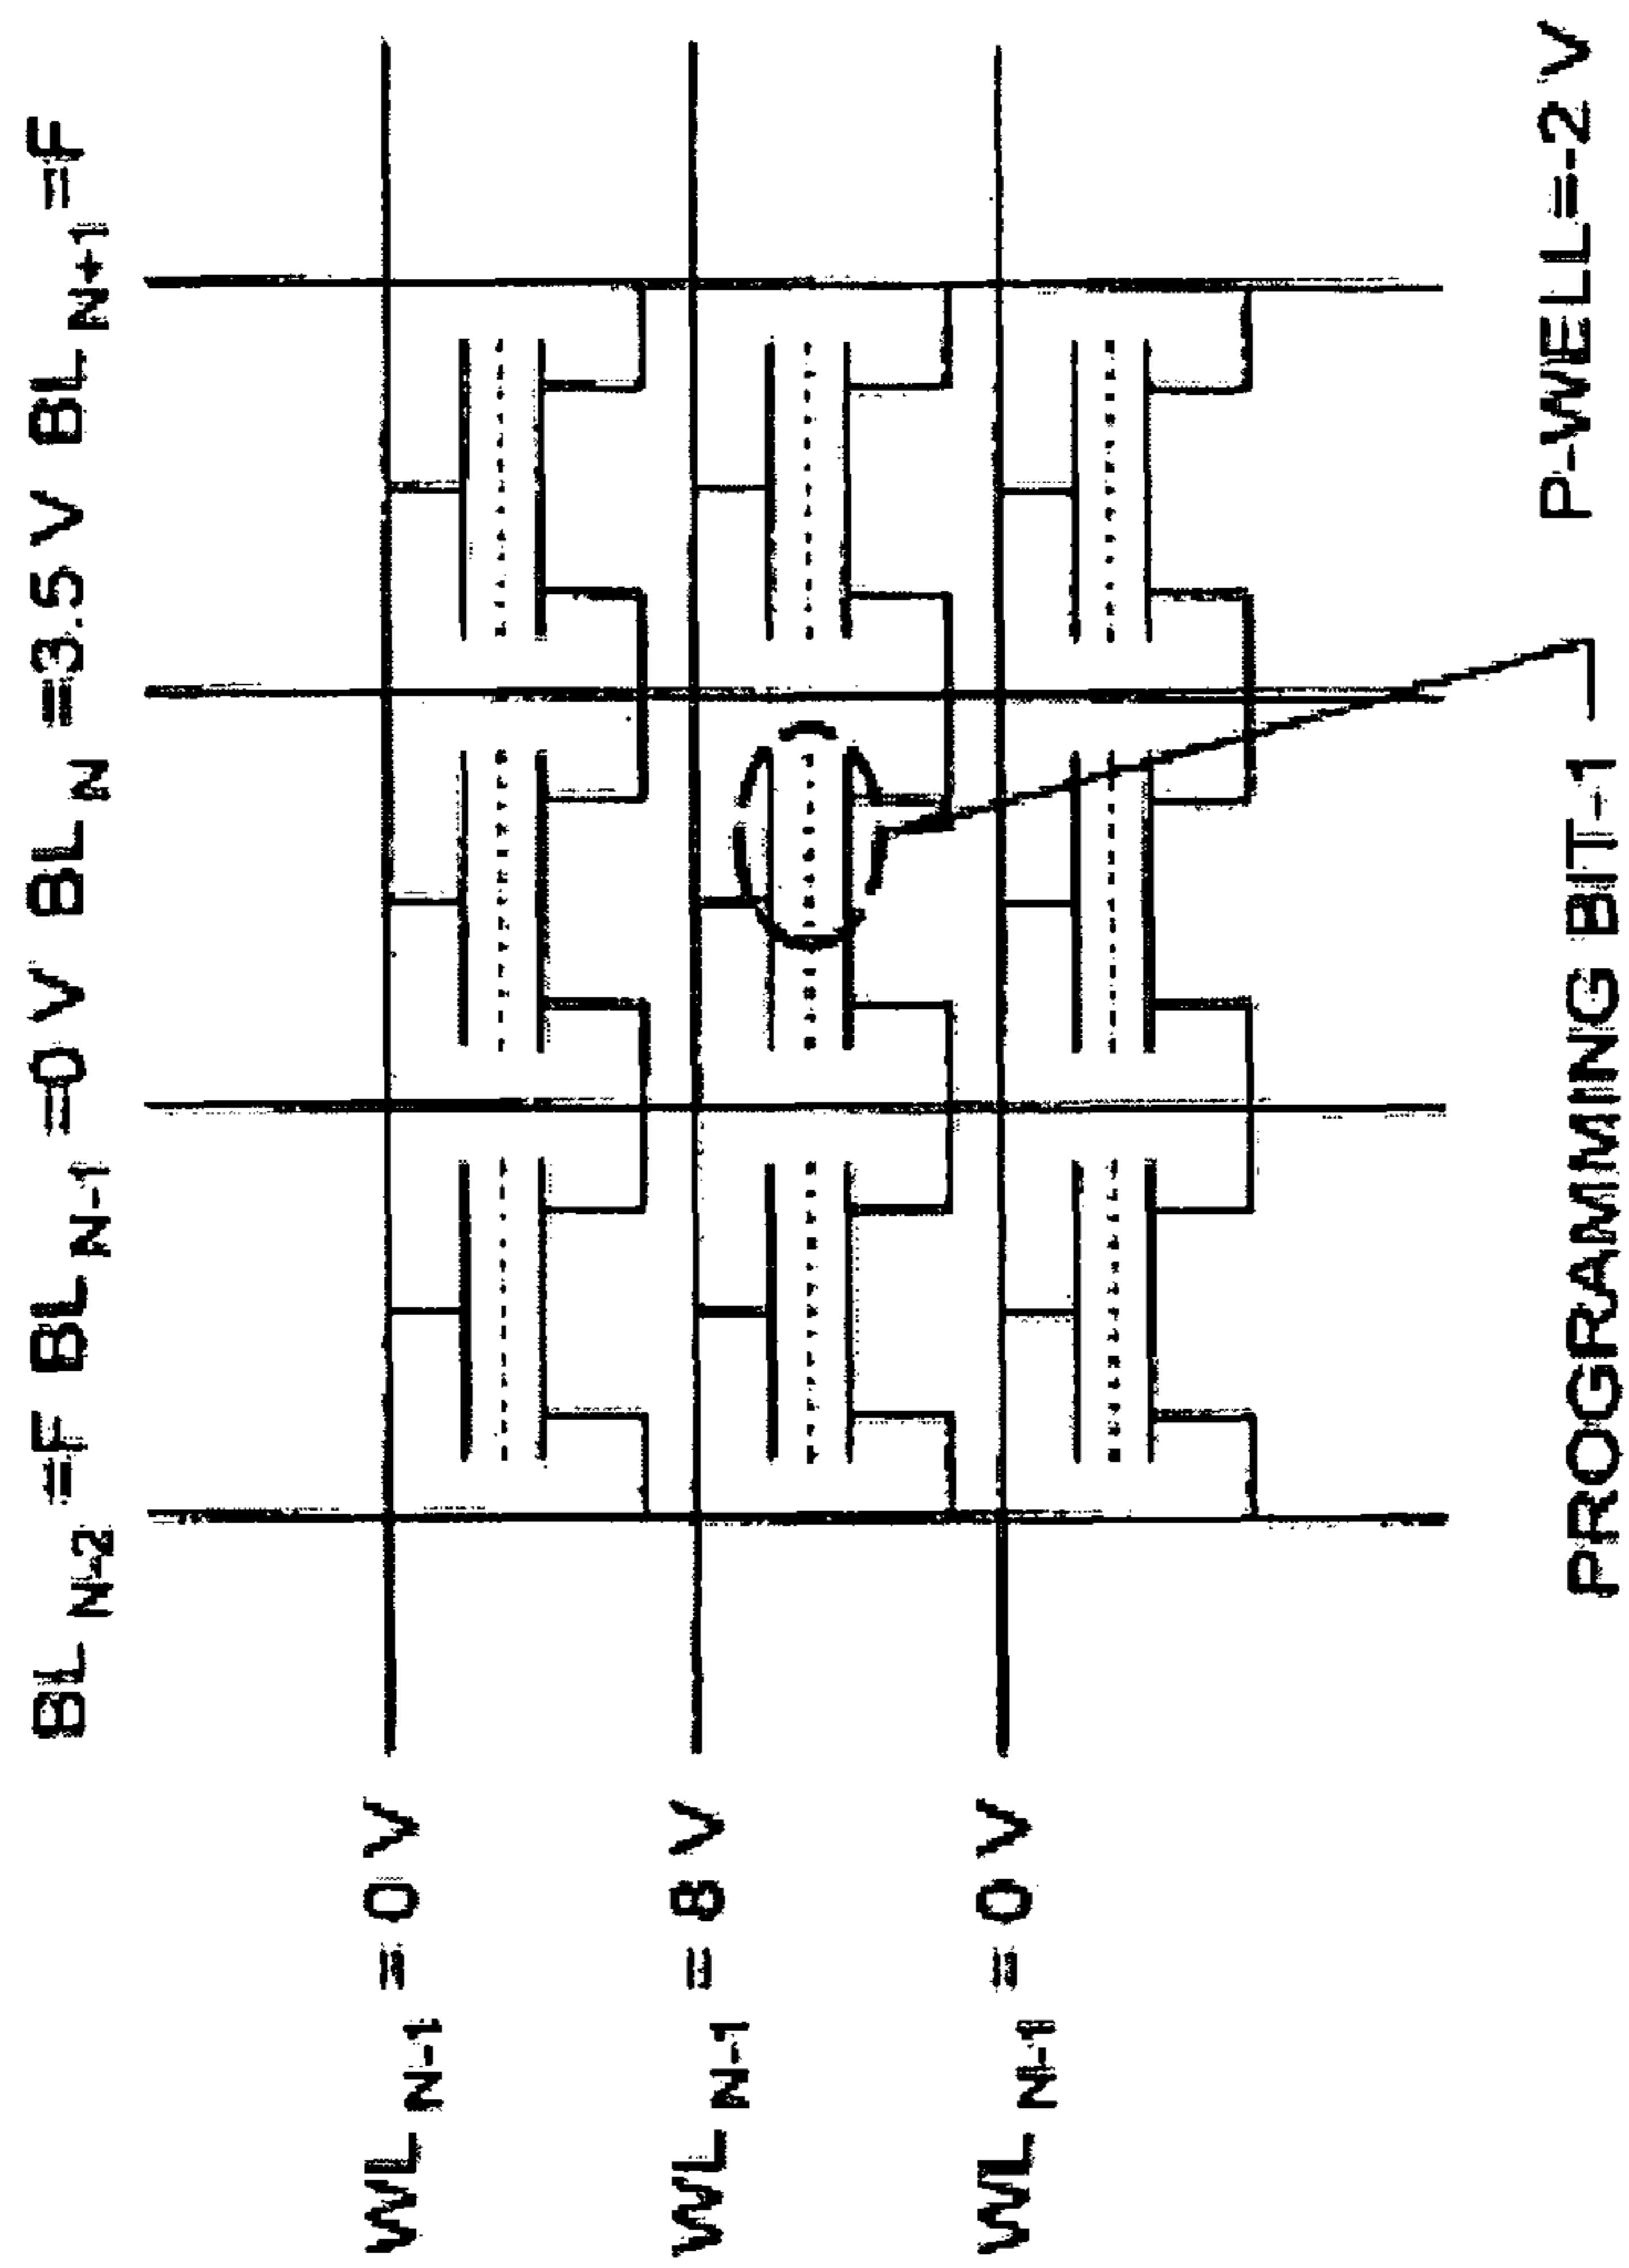 BL N-2 =F BL N-1 =0 V BL N =3.5 V BL N+1 =F
WL N-1 = 0 V
WL N-1 = 8 V
WL N-1 = 0 V
PROGRAMMING BIT-1
P-WELL=-2 V